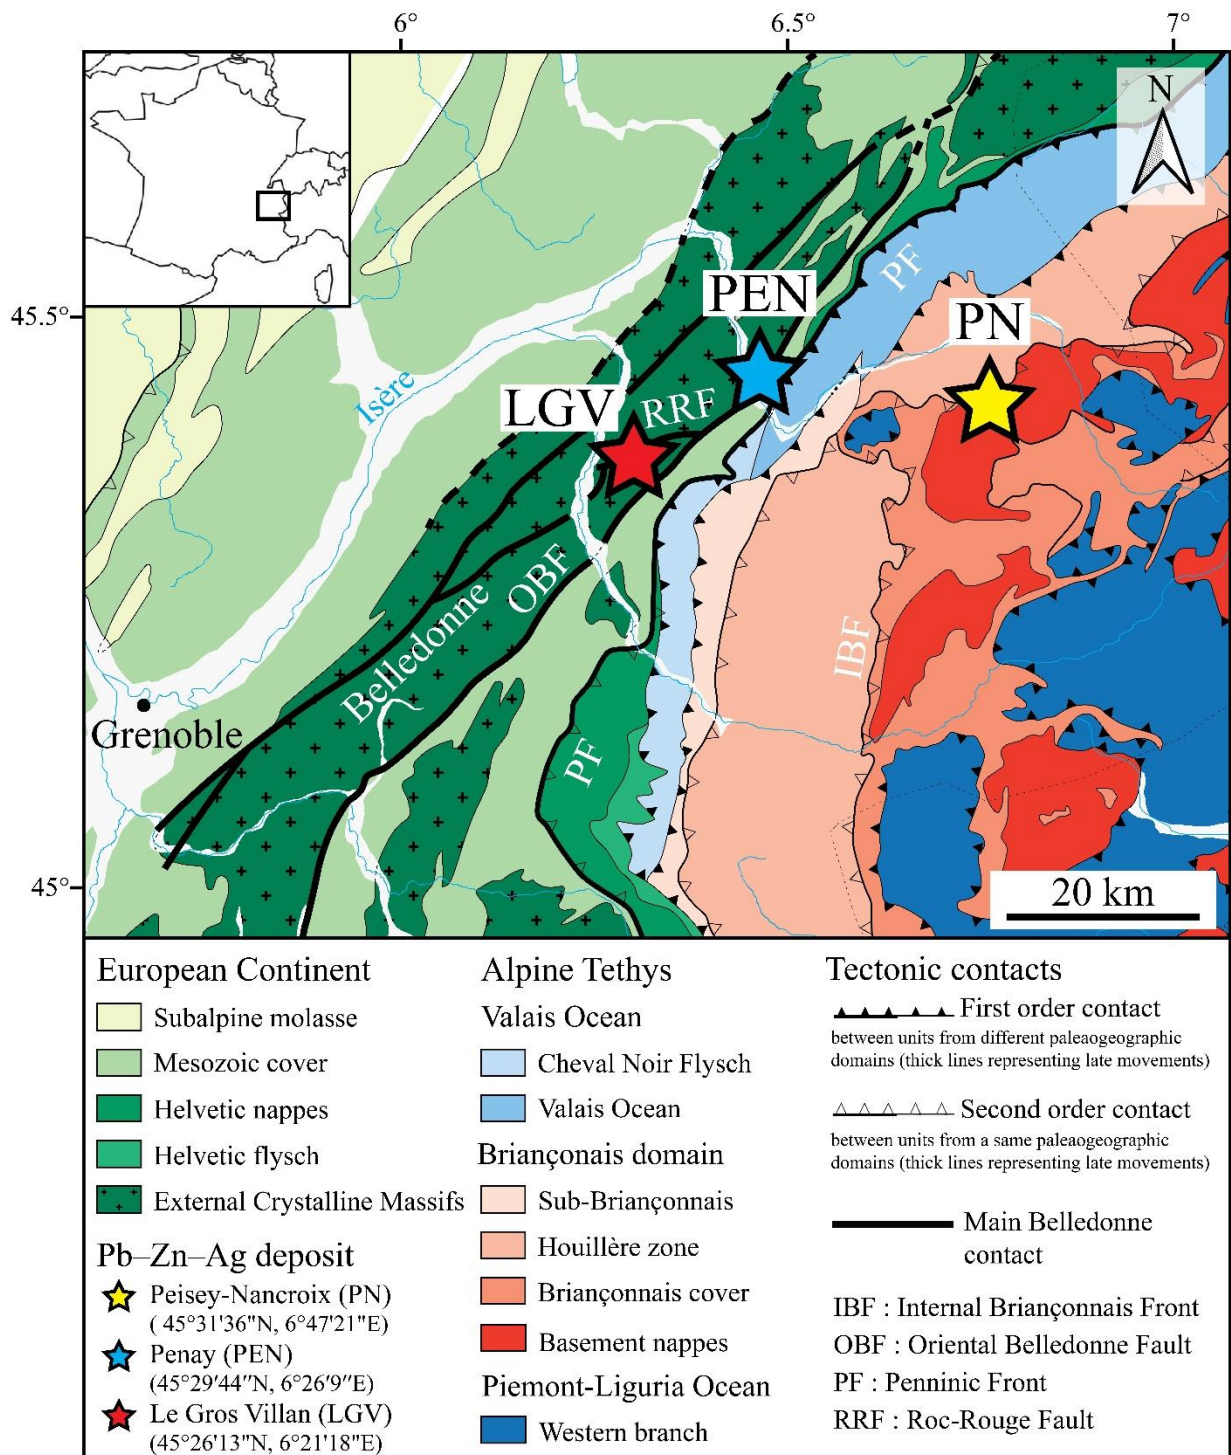 6°
6.5°
7°
N
45.5°
45°
PEN
PF
PN
LGV
RRF
Isère
OBF
Belledonne
IBF
PF
Grenoble
20 km
European Continent
Subalpine molasse
Mesozoic cover
Helvetic nappes
Helvetic flysch
External Crystalline Massifs
Pb–Zn–Ag deposit
Peisey-Nancroix (PN)
( 45°31'36"N, 6°47'21"E)
Penay (PEN)
(45°29'44"N, 6°26'9"E)
Le Gros Villan (LGV)
(45°26'13"N, 6°21'18"E)
Alpine Tethys
Valais Ocean
Cheval Noir Flysch
Valais Ocean
Briançonais domain
Sub-Briançonnais
Houillère zone
Briançonnais cover
Basement nappes
Piemont-Liguria Ocean
Western branch
Tectonic contacts
First order contact
between units from different paleaogeographic
domains (thick lines representing late movements)
Second order contact
between units from a same paleaogeographic
domains (thick lines representing late movements)
Main Belledonne
contact
IBF : Internal Briançonnais Front
OBF : Oriental Belledonne Fault
PF : Penninic Front
RRF : Roc-Rouge Fault